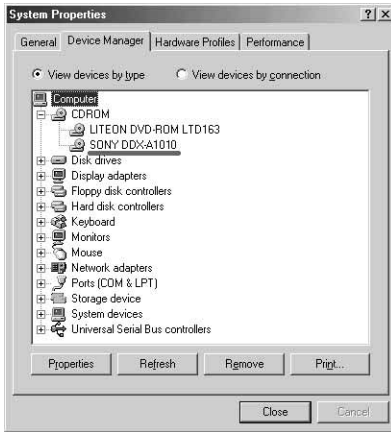 System Properties
General Device Manager Hardware Profiles Performance
View devices by type View devices by connection
Computer
CDROM
LITEON DVD-ROM LTD163
SONY DDX-A1010
Disk drives
Display adapters
Floppy disk controllers
Hard disk controllers
Keyboard
Monitors
Mouse
Network adapters
Ports (COM & LPT)
Storage device
System devices
Universal Serial Bus controllers
Properties Refresh Remove Print...
Close Cancel